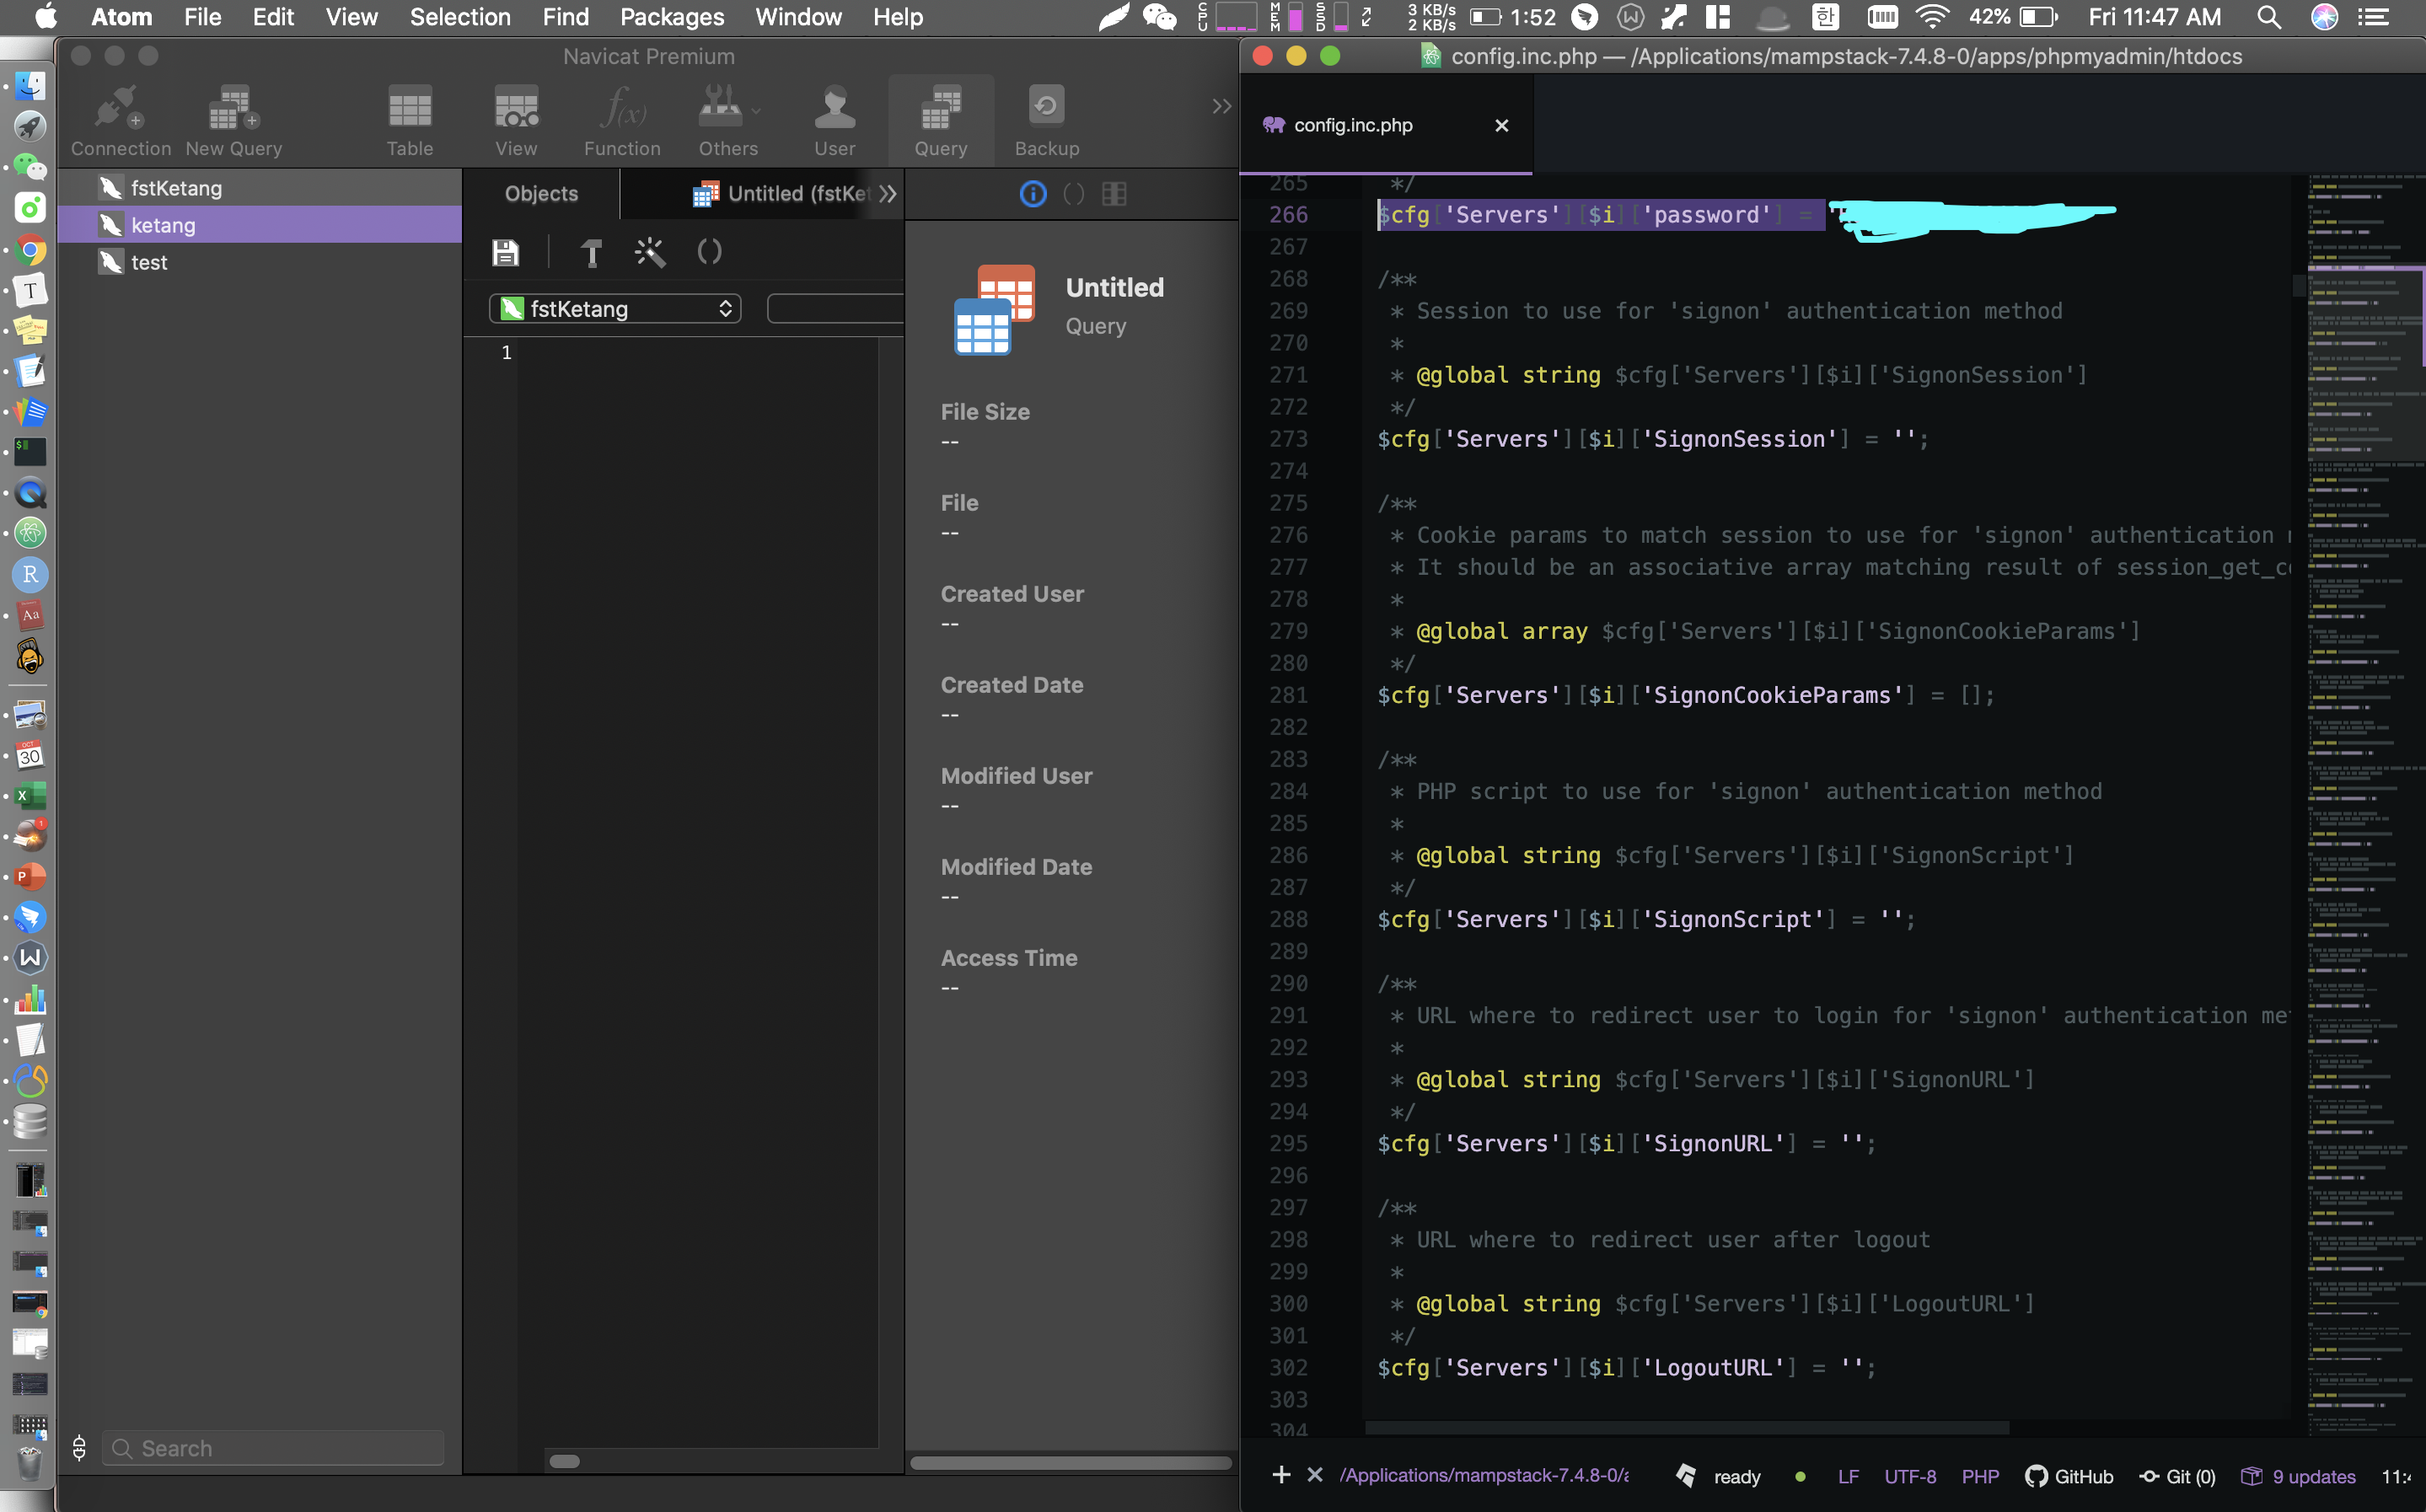 Atom File Edit View Selection Find Packages Window Help
CPU MEM SSD 3 KB/s 2 KB/s 1:52 한 42% Fri 11:47 AM
Navicat Premium
Connection New Query Table View Function Others User Query Backup
fstKetang
ketang
test
Objects Untitled (fstKet
fstKetang
1
Untitled
Query
File Size
--
File
--
Created User
--
Created Date
--
Modified User
--
Modified Date
--
Access Time
--
Search
config.inc.php — /Applications/mampstack-7.4.8-0/apps/phpmyadmin/htdocs
config.inc.php
265 */
266 $cfg['Servers'][$i]['password'] = '
267
268 /**
269 * Session to use for 'signon' authentication method
270 *
271 * @global string $cfg['Servers'][$i]['SignonSession']
272 */
273 $cfg['Servers'][$i]['SignonSession'] = '';
274
275 /**
276 * Cookie params to match session to use for 'signon' authentication
277 * It should be an associative array matching result of session_get_c
278 *
279 * @global array $cfg['Servers'][$i]['SignonCookieParams']
280 */
281 $cfg['Servers'][$i]['SignonCookieParams'] = [];
282
283 /**
284 * PHP script to use for 'signon' authentication method
285 *
286 * @global string $cfg['Servers'][$i]['SignonScript']
287 */
288 $cfg['Servers'][$i]['SignonScript'] = '';
289
290 /**
291 * URL where to redirect user to login for 'signon' authentication me
292 *
293 * @global string $cfg['Servers'][$i]['SignonURL']
294 */
295 $cfg['Servers'][$i]['SignonURL'] = '';
296
297 /**
298 * URL where to redirect user after logout
299 *
300 * @global string $cfg['Servers'][$i]['LogoutURL']
301 */
302 $cfg['Servers'][$i]['LogoutURL'] = '';
303
304
/Applications/mampstack-7.4.8-0/a ready LF UTF-8 PHP GitHub Git (0) 9 updates 11:4